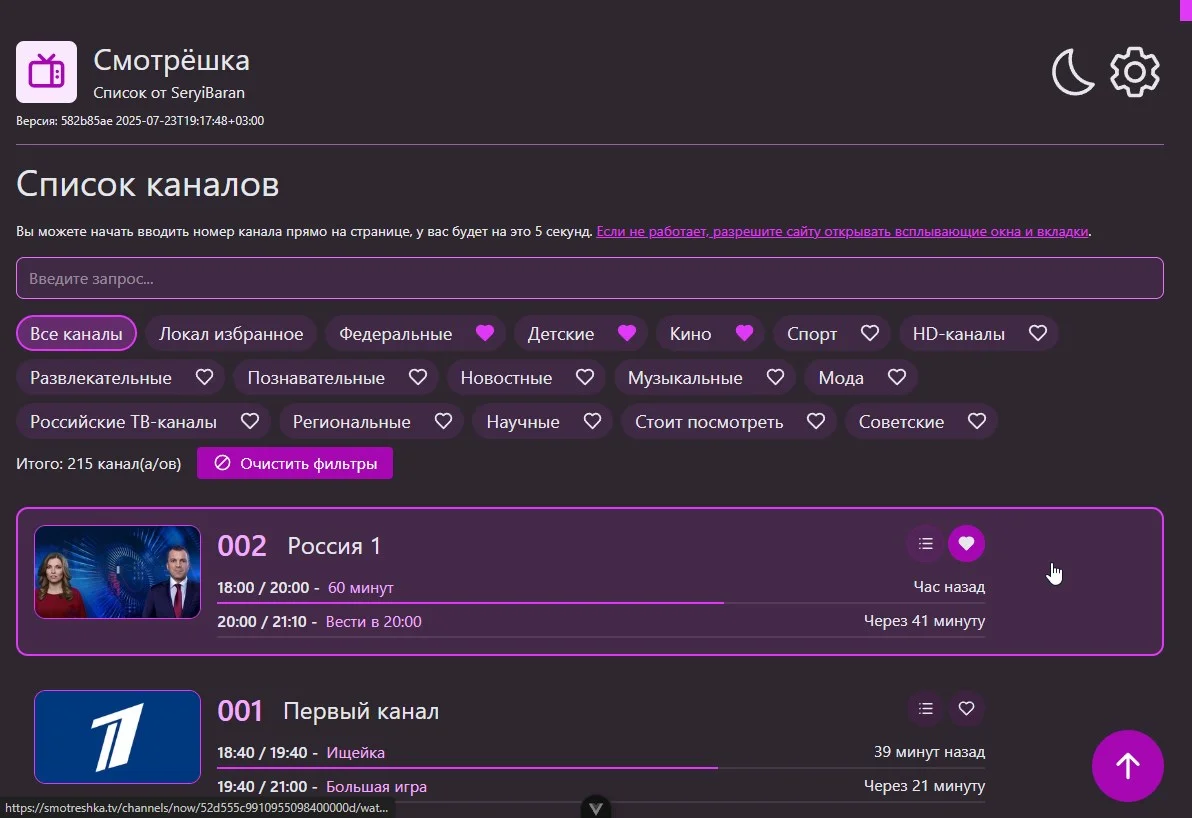 Смотрёшка
Список от SeryiBaran
Версия: 582b85ae 2025-07-23T19:17:48+03:00
Список каналов
Вы можете начать вводить номер канала прямо на странице, у вас будет на это 5 секунд. Если не работает, разрешите сайту открывать всплывающие окна и вкладки.
Введите запрос...
Все каналы Локал избранное Федеральные Детские Кино Спорт HD-каналы
Развлекательные Познавательные Новостные Музыкальные Мода
Российские ТВ-каналы Региональные Научные Стоит посмотреть Советские
Итого: 215 канал(а/ов) Очистить фильтры
002 Россия 1
18:00 / 20:00 - 60 минут Час назад
20:00 / 21:10 - Вести в 20:00 Через 41 минуту
001 Первый канал
18:40 / 19:40 - Ищейка 39 минут назад
19:40 / 21:00 - Большая игра Через 21 минуту
https://smotreshka.tv/channels/now/52d555c9910955098400000d/wat...